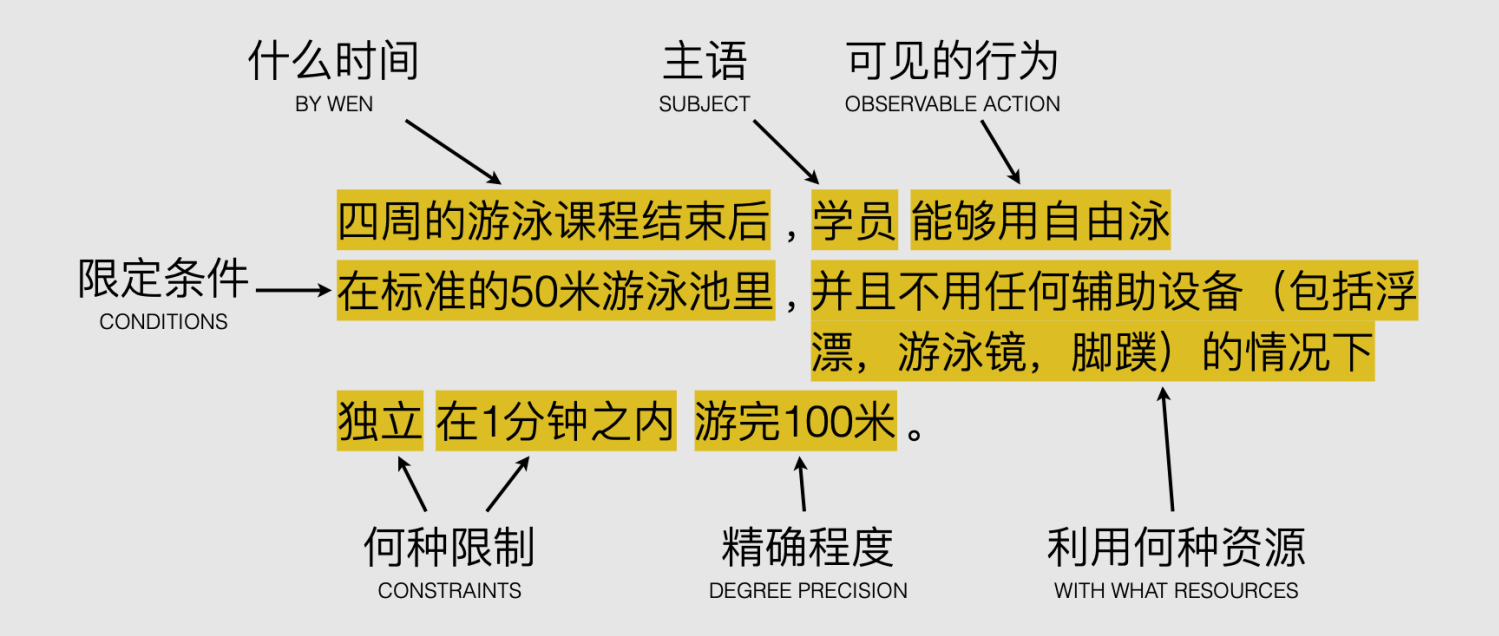 什么时间 主语 可见的行为
BY WEN SUBJECT OBSERVABLE ACTION
四周的游泳课程结束后，学员 能够用自由泳
限定条件
CONDITIONS
在标准的50米游泳池里，并且不用任何辅助设备（包括浮
漂，游泳镜，脚蹼）的情况下
独立 在1分钟之内 游完100米。
何种限制 精确程度 利用何种资源
CONSTRAINTS DEGREE PRECISION WITH WHAT RESOURCES